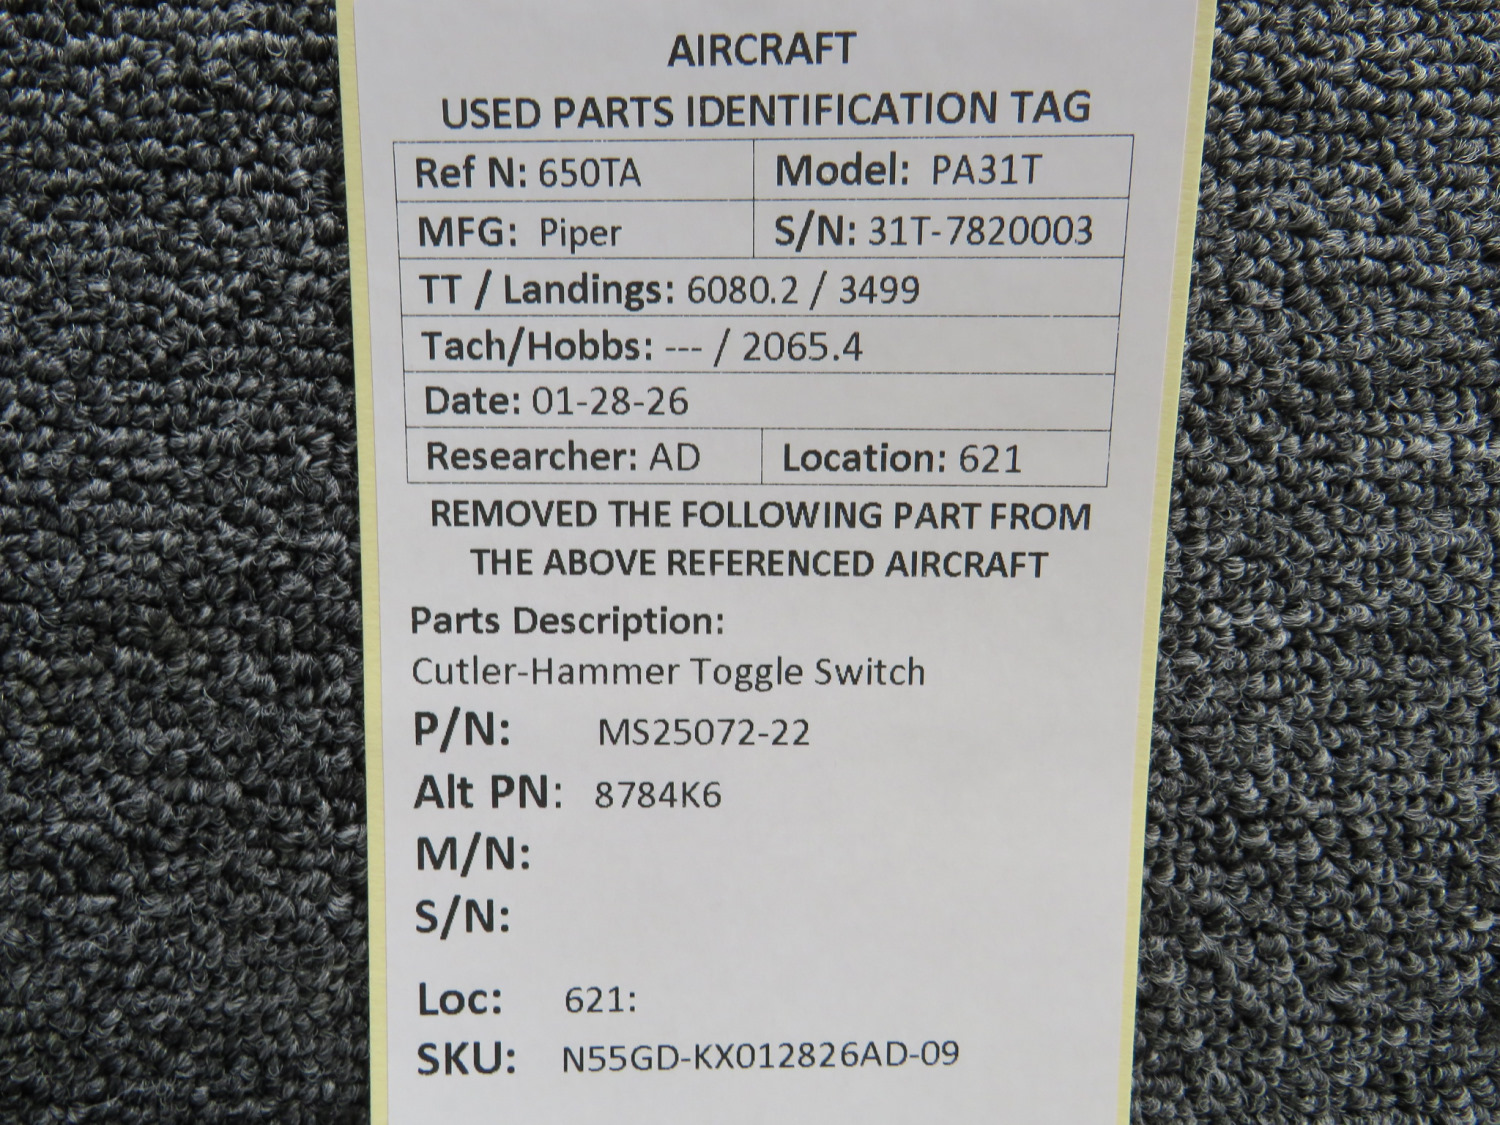 AIRCRAFT
USED PARTS IDENTIFICATION TAG
Ref N: 650TA Model: PA31T
MFG: Piper S/N: 31T-7820003
TT / Landings: 6080.2 / 3499
Tach/Hobbs: --- / 2065.4
Date: 01-28-26
Researcher: AD Location: 621
REMOVED THE FOLLOWING PART FROM
THE ABOVE REFERENCED AIRCRAFT
Parts Description:
Cutler-Hammer Toggle Switch
P/N: MS25072-22
Alt PN: 8784K6
M/N:
S/N:
Loc: 621:
SKU: N55GD-KX012826AD-09